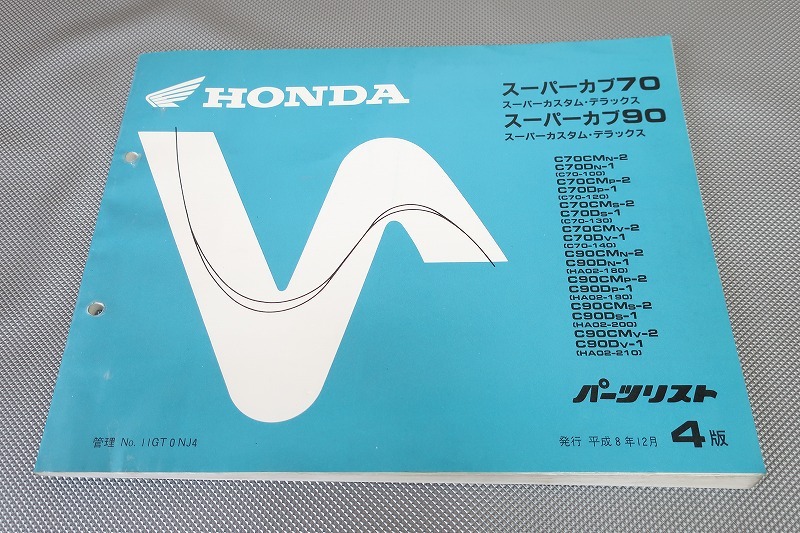 HONDA
スーパーカブ70
スーパーカスタム・デラックス
スーパーカブ90
スーパーカスタム・デラックス
C70CMN-2
C70DN-1
(C70-100)
C70CMP-2
C70DP-1
(C70-120)
C70CMS-2
C70DS-1
(C70-130)
C70CMV-2
C70DV-1
(C70-140)
C90CMN-2
C90DN-1
(HA02-180)
C90CMP-2
C90DP-1
(HA02-190)
C90CMS-2
C90DS-1
(HA02-200)
C90CMV-2
C90DV-1
(HA02-210)
パーツリスト
管理 No. 11GT0NJ4
発行 平成8年12月 4版